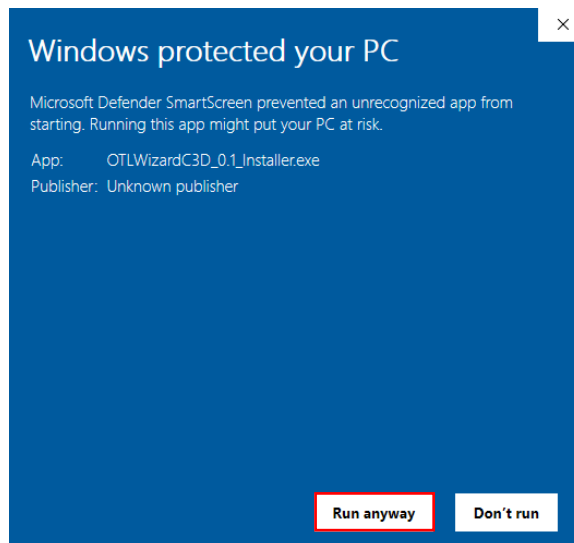 Windows protected your PC
Microsoft Defender SmartScreen prevented an unrecognized app from
starting. Running this app might put your PC at risk.
App: OTLWizardC3D_0.1_Installer.exe
Publisher: Unknown publisher
Run anyway Don't run